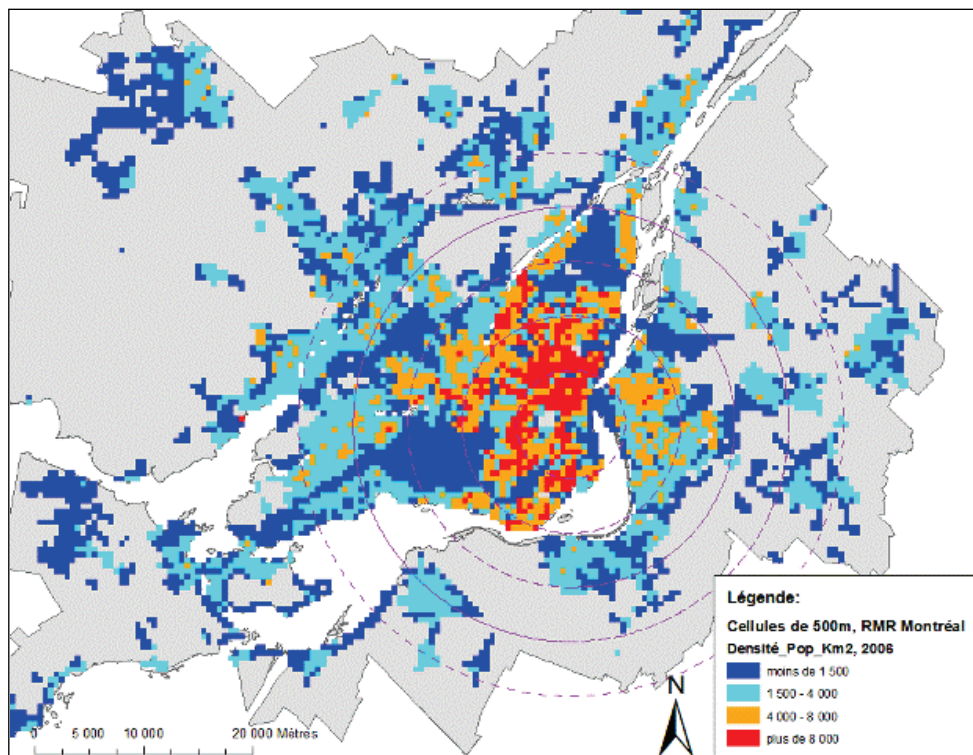 Légende:
Cellules de 500m, RMR Montréal
Densité_Pop_Km2, 2006
moins de 1 500
1 500 - 4 000
4 000 - 8 000
plus de 8 000
N
0 5 000 10 000 20 000 Mètres